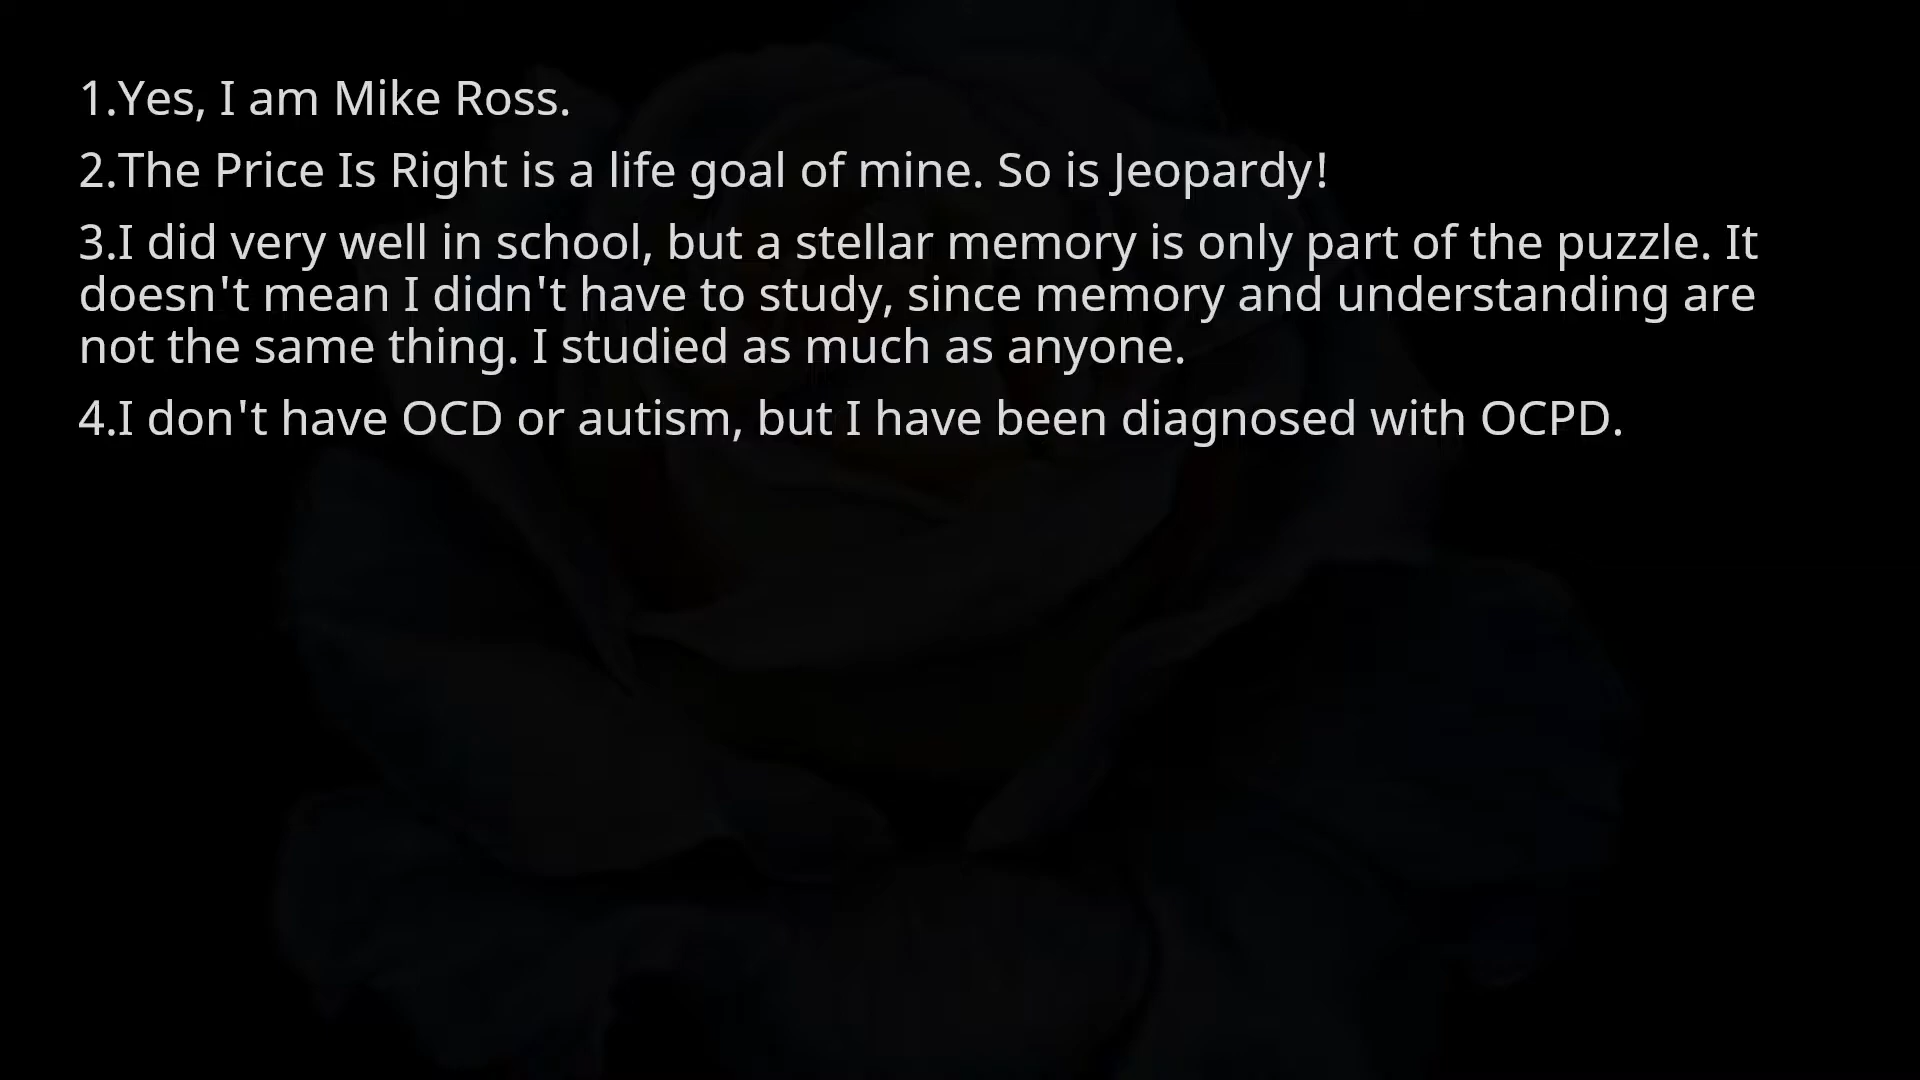 1.Yes, I am Mike Ross.
2.The Price Is Right is a life goal of mine. So is Jeopardy!
3.I did very well in school, but a stellar memory is only part of the puzzle. It
doesn't mean I didn't have to study, since memory and understanding are
not the same thing. I studied as much as anyone.
4.I don't have OCD or autism, but I have been diagnosed with OCPD.